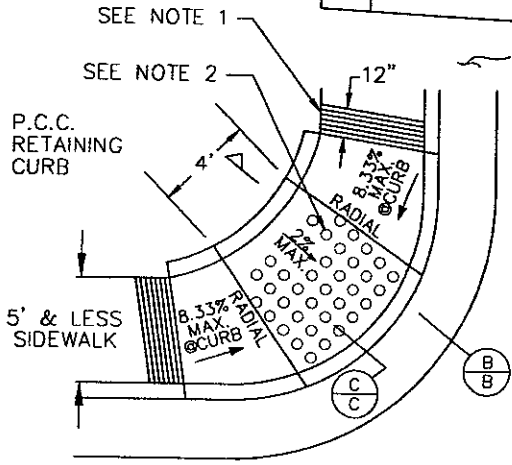 SEE NOTE 1
SEE NOTE 2
12"
P.C.C.
RETAINING
CURB
4'
8.33%
MAX.
@CURB
RADIAL
2%
MAX.
5' & LESS
SIDEWALK
8.33%
MAX.
@CURB
RADIAL
B
B
C
C